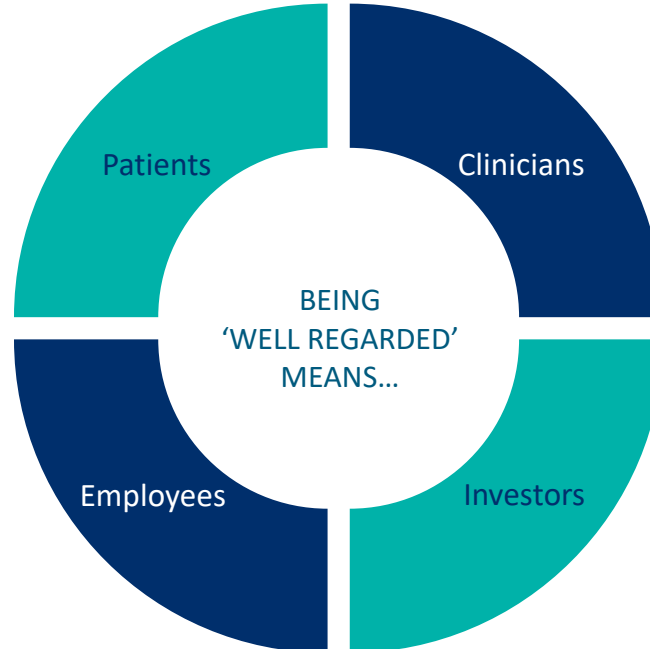 Patients
Clinicians
BEING
‘WELL REGARDED’
MEANS…
Employees
Investors